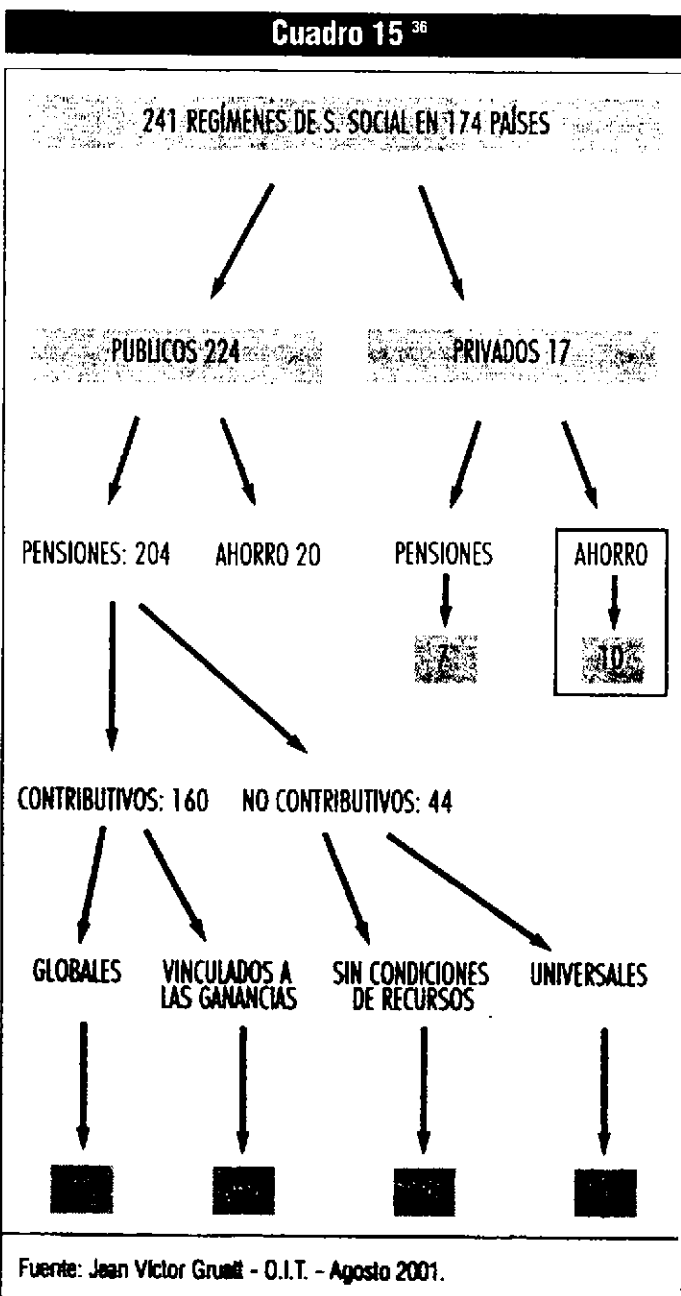 Cuadro 15 36
241 REGÍMENES DE S. SOCIAL EN 174 PAÍSES
PUBLICOS 224 PRIVADOS 17
PENSIONES: 204 AHORRO 20 PENSIONES AHORRO
7 10
CONTRIBUTIVOS: 160 NO CONTRIBUTIVOS: 44
GLOBALES VINCULADOS A SIN CONDICIONES UNIVERSALES
LAS GANANCIAS DE RECURSOS
Fuente: Jean Victor - O.I.T. - Agosto 2001.